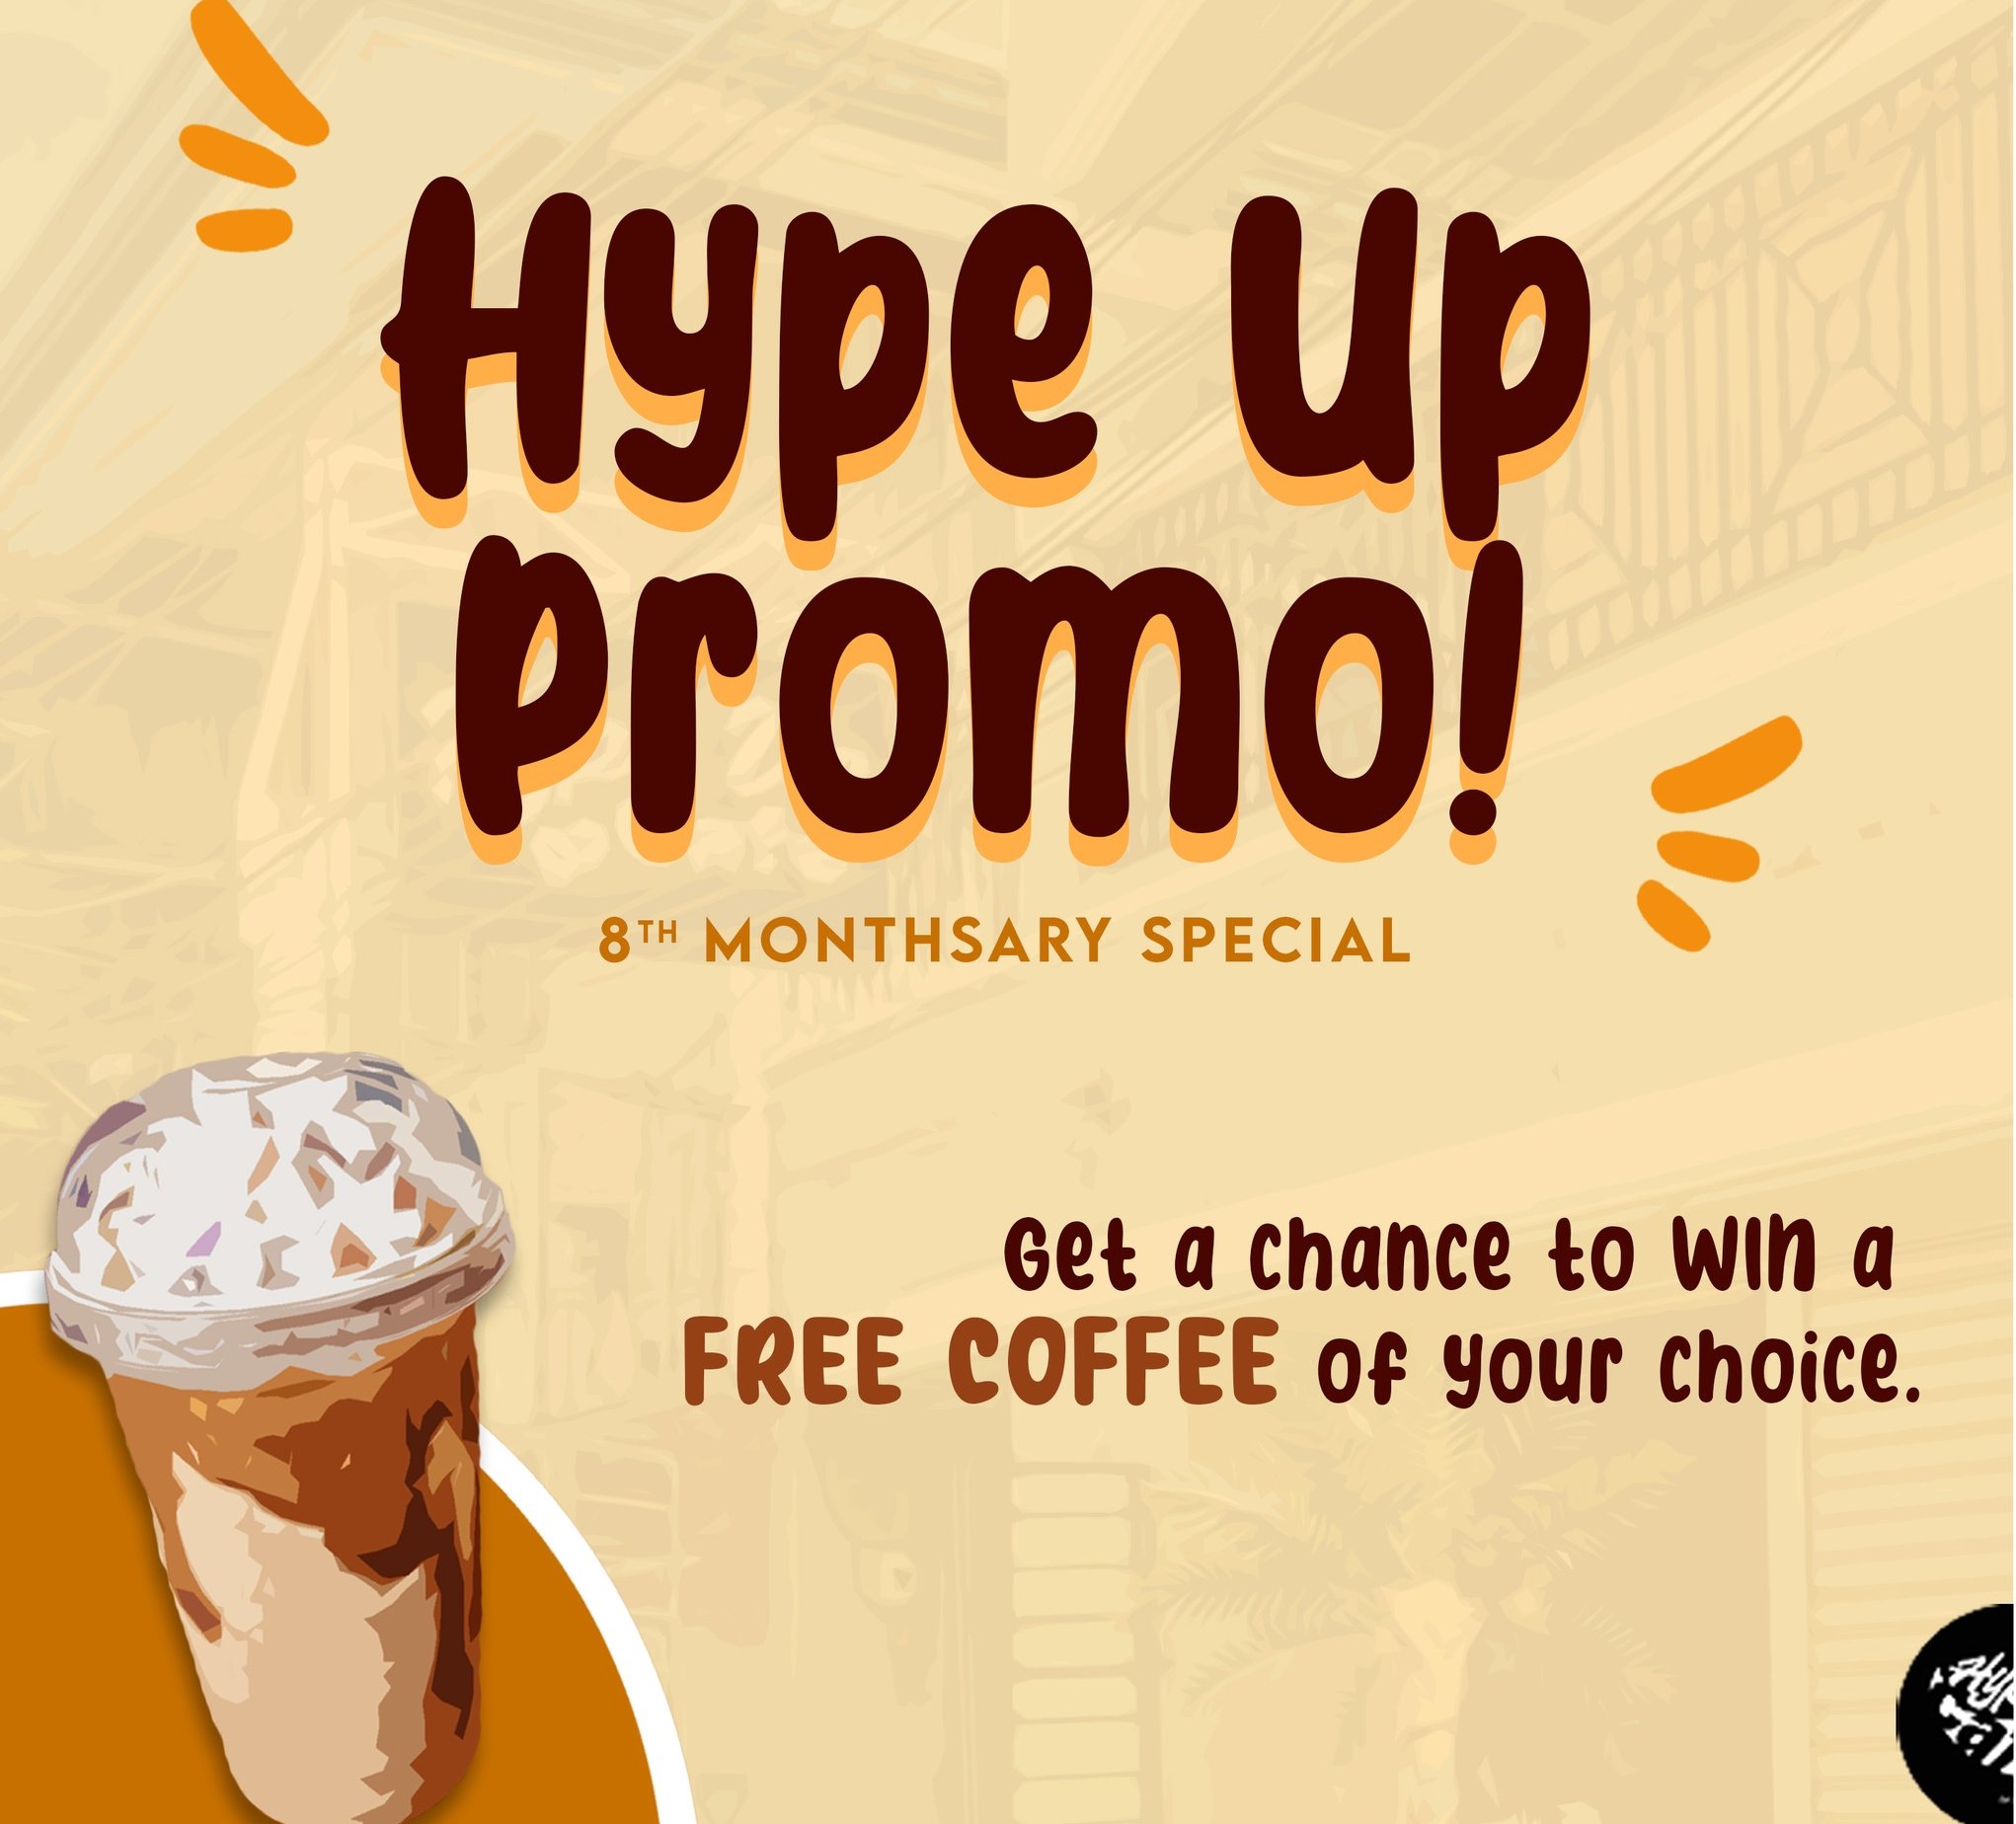 Hype Up
Promo!
8TH MONTHSARY SPECIAL
Get a chance to WIN a
FREE COFFEE of your choice.